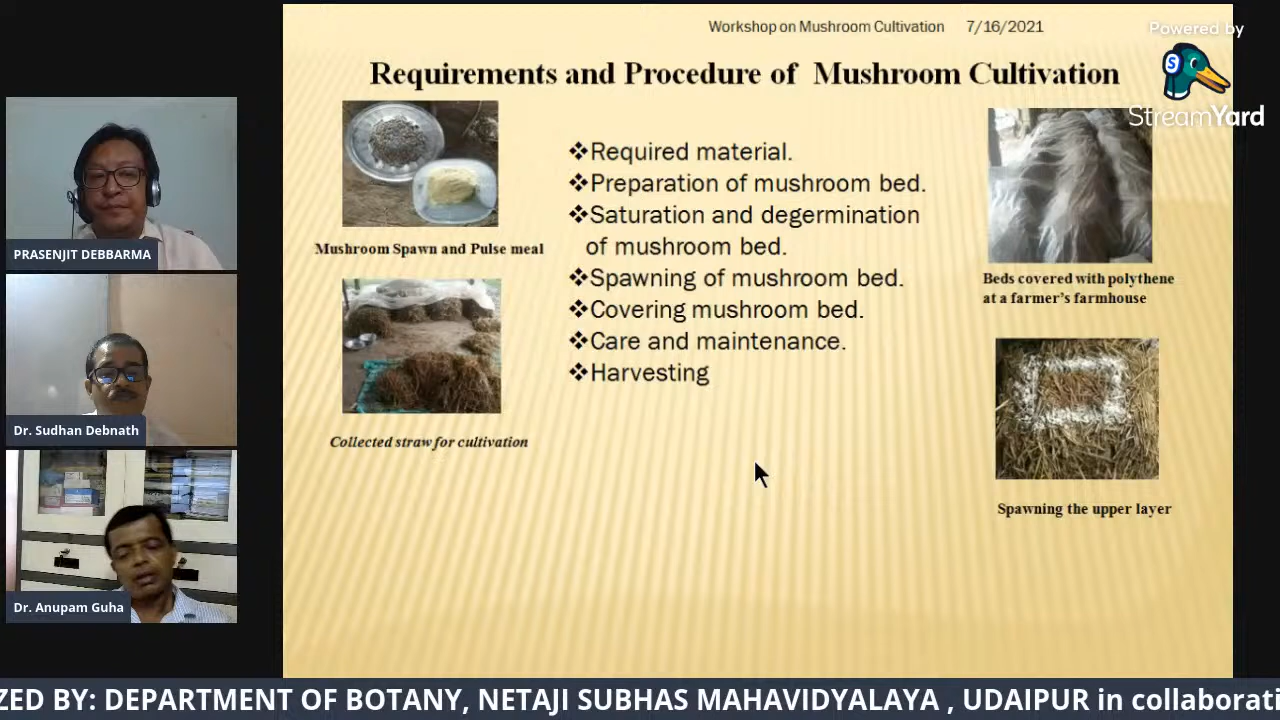 Workshop on Mushroom Cultivation 7/16/2021
Powered by
S
StreamYard
Requirements and Procedure of Mushroom Cultivation
❖Required material.
❖Preparation of mushroom bed.
❖Saturation and degermination
of mushroom bed.
❖Spawning of mushroom bed.
❖Covering mushroom bed.
❖Care and maintenance.
❖Harvesting
Mushroom Spawn and Pulse meal
Collected straw for cultivation
Beds covered with polythene
at a farmer's farmhouse
Spawning the upper layer
PRASENJIT DEBBARMA
Dr. Sudhan Debnath
Dr. Anupam Guha
ZED BY: DEPARTMENT OF BOTANY, NETAJI SUBHAS MAHAVIDYALAYA , UDAIPUR in collaborati